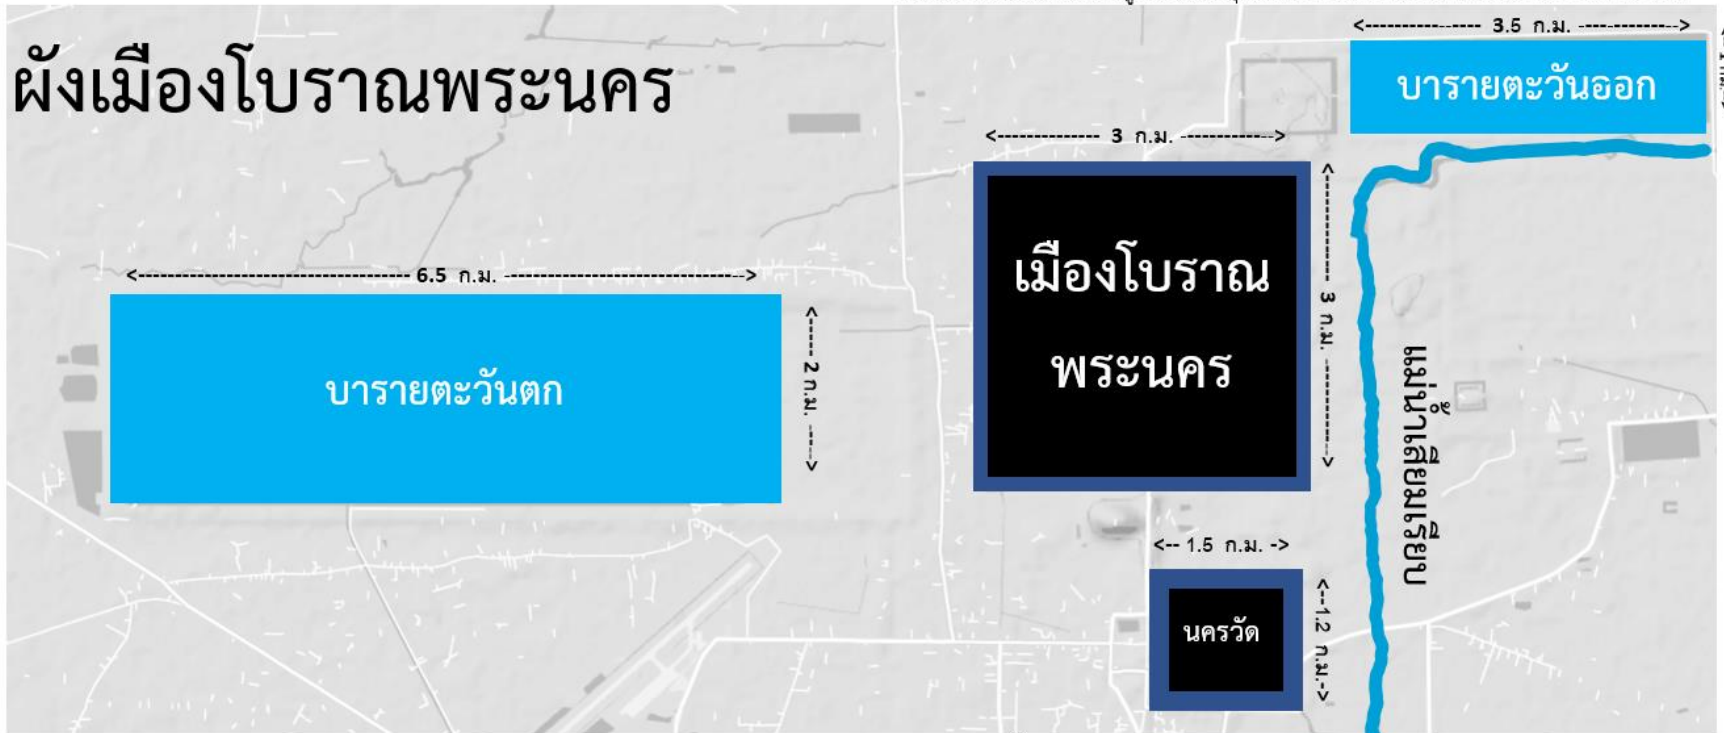 <-------------- 3.5 ก.ม. -------------->
ผังเมืองโบราณพระนคร
บารายตะวันออก
<-------------- 3 ก.ม. -------------->
เมืองโบราณ
พระนคร
<-------------- 3 ก.ม. -------------->
<-------------- 6.5 ก.ม. -------------->
บารายตะวันตก
<----- 2 ก.ม. ----->
แม่น้ำเสียมเรียบ
<-- 1.5 ก.ม. ->
นครวัด
<--1.2 ก.ม.->